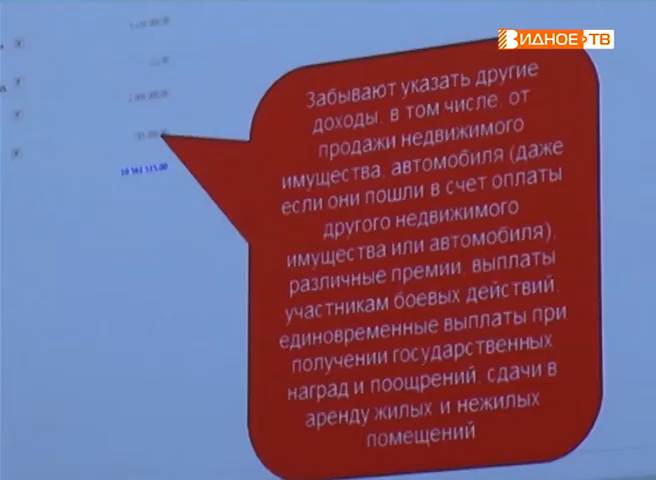 ВИДНОЕ ТВ
Забывают указать другие
доходы, в том числе, от
продажи недвижимого
имущества, автомобиля (даже
если они пошли в счет оплаты
другого недвижимого
имущества или автомобиля),
различные премии, выплаты
участникам боевых действий,
единовременные выплаты при
получении государственных
наград и поощрений, сдачи в
аренду жилых и нежилых
помещений